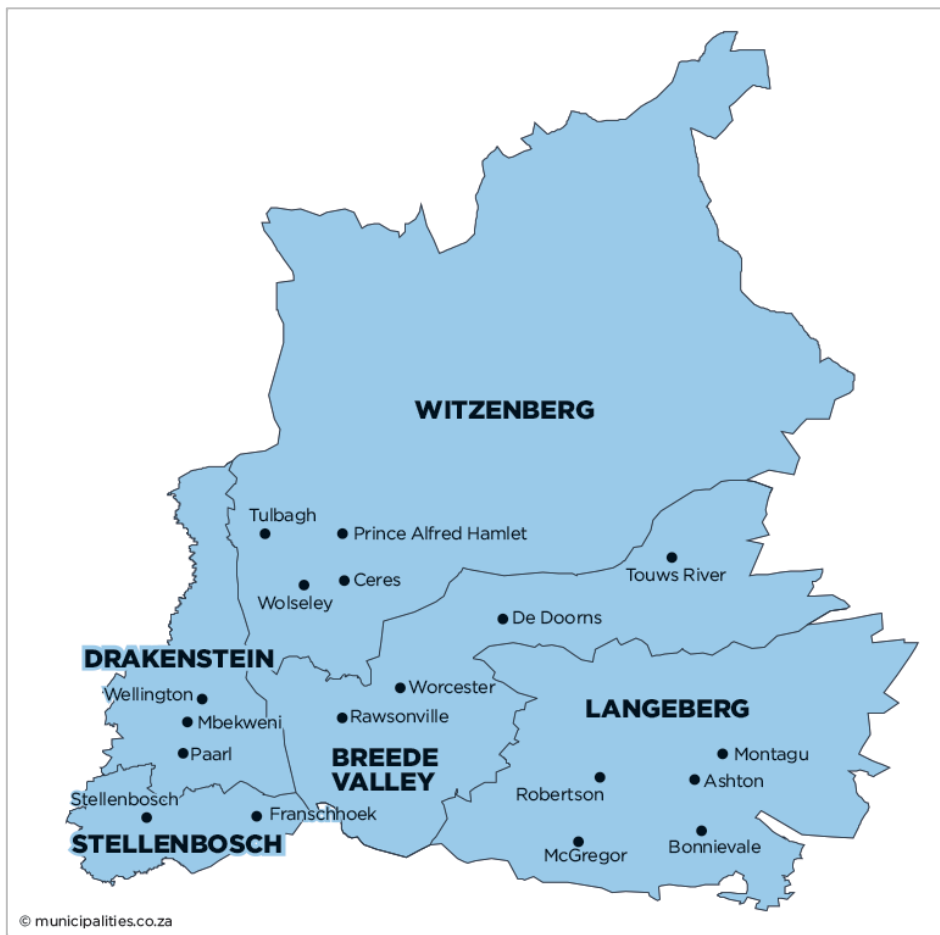 WITZENBERG
Tulbagh
Prince Alfred Hamlet
Touws River
Ceres
Wolseley
De Doorns
DRAKENSTEIN
Worcester
Wellington
LANGEBERG
Rawsonville
Mbekweni
BREEDE
VALLEY
Paarl
Montagu
Ashton
Robertson
Stellenbosch
Franschhoek
STELLENBOSCH
McGregor
Bonnievale
© municipalities.co.za